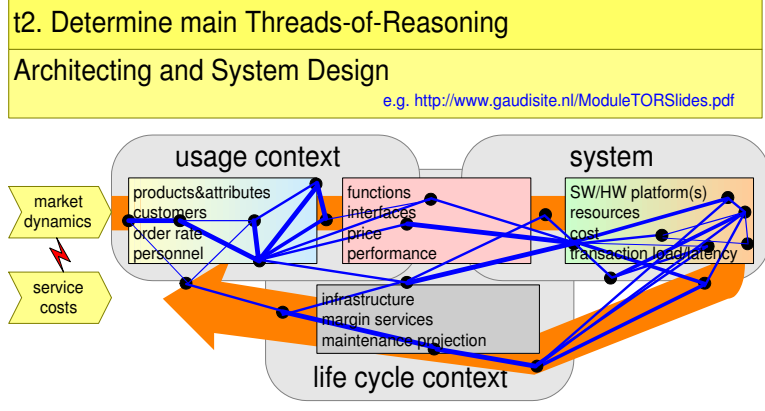 t2. Determine main Threads-of-Reasoning
Architecting and System Design
e.g. http://www.gaudisite.nl/ModuleTORSlides.pdf
usage context
system
market
dynamics
service
costs
products&attributes
customers
order rate
personnel
functions
interfaces
price
performance
SW/HW platform(s)
resources
cost
transaction load/latency
infrastructure
margin services
maintenance projection
life cycle context